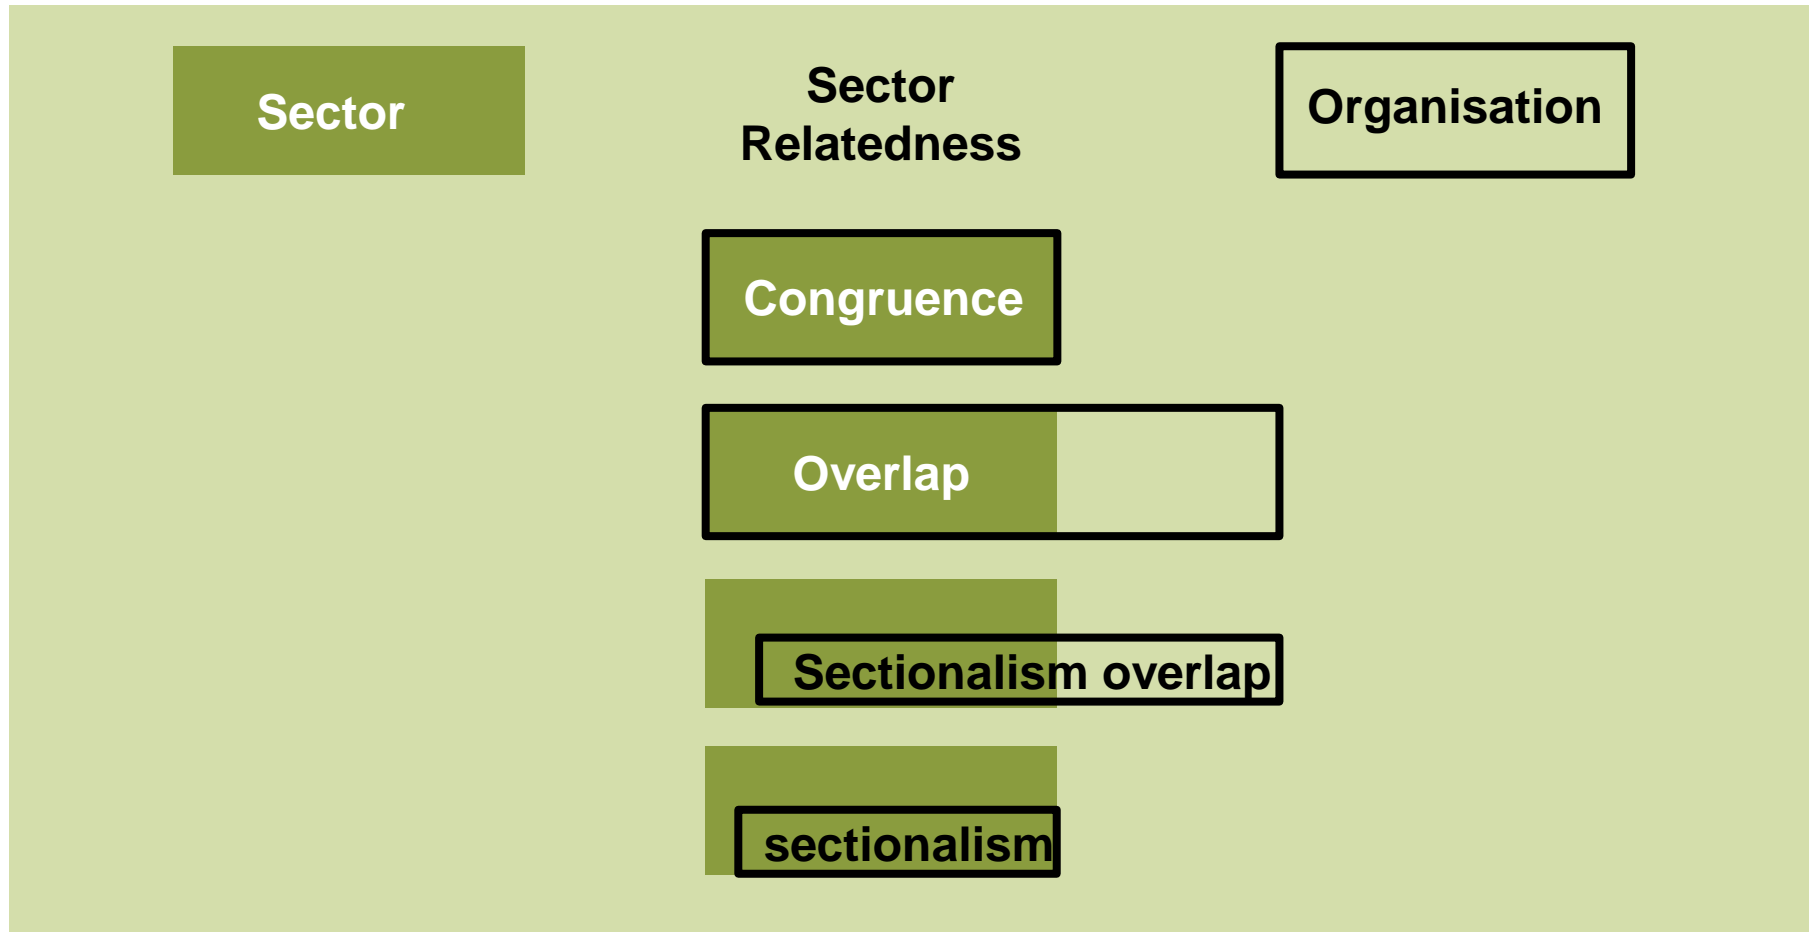 Sector
Sector
Relatedness
Organisation
Congruence
Overlap
Sectionalism overlap
sectionalism